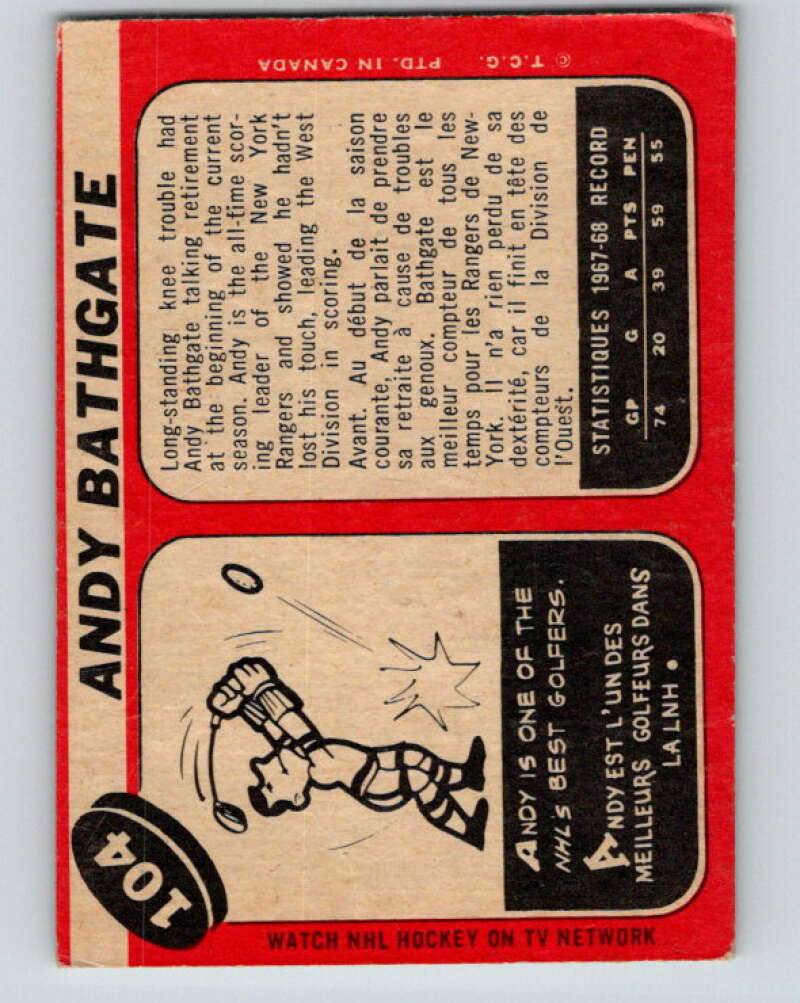 104
ANDY BATHGATE
ANDY IS ONE OF THE
NHL'S BEST GOLFERS.
ANDY EST L'UN DES
MEILLEURS GOLFEURS DANS
LA LNH.
WATCH NHL HOCKEY ON TV NETWORK
Long-standing knee trouble had
Andy Bathgate talking retirement
at the beginning of the current
season. Andy is the all-time scor-
ing leader of the New York
Rangers and showed he hadn't
lost his touch, leading the West
Division in scoring.
Avant. Au début de la saison
courante, Andy parlait de prendre
sa retraite à cause de troubles
aux genoux. Bathgate est le
meilleur compteur de tous les
temps pour les Rangers de New-
York. Il n'a rien perdu de sa
dextérité, car il finit en tête des
compteurs de la Division de
l'Ouest.
STATISTIQUES 1967-68 RECORD
GP G A PTS PEN
74 20 39 59 55
© T.C.G. PTD. IN CANADA